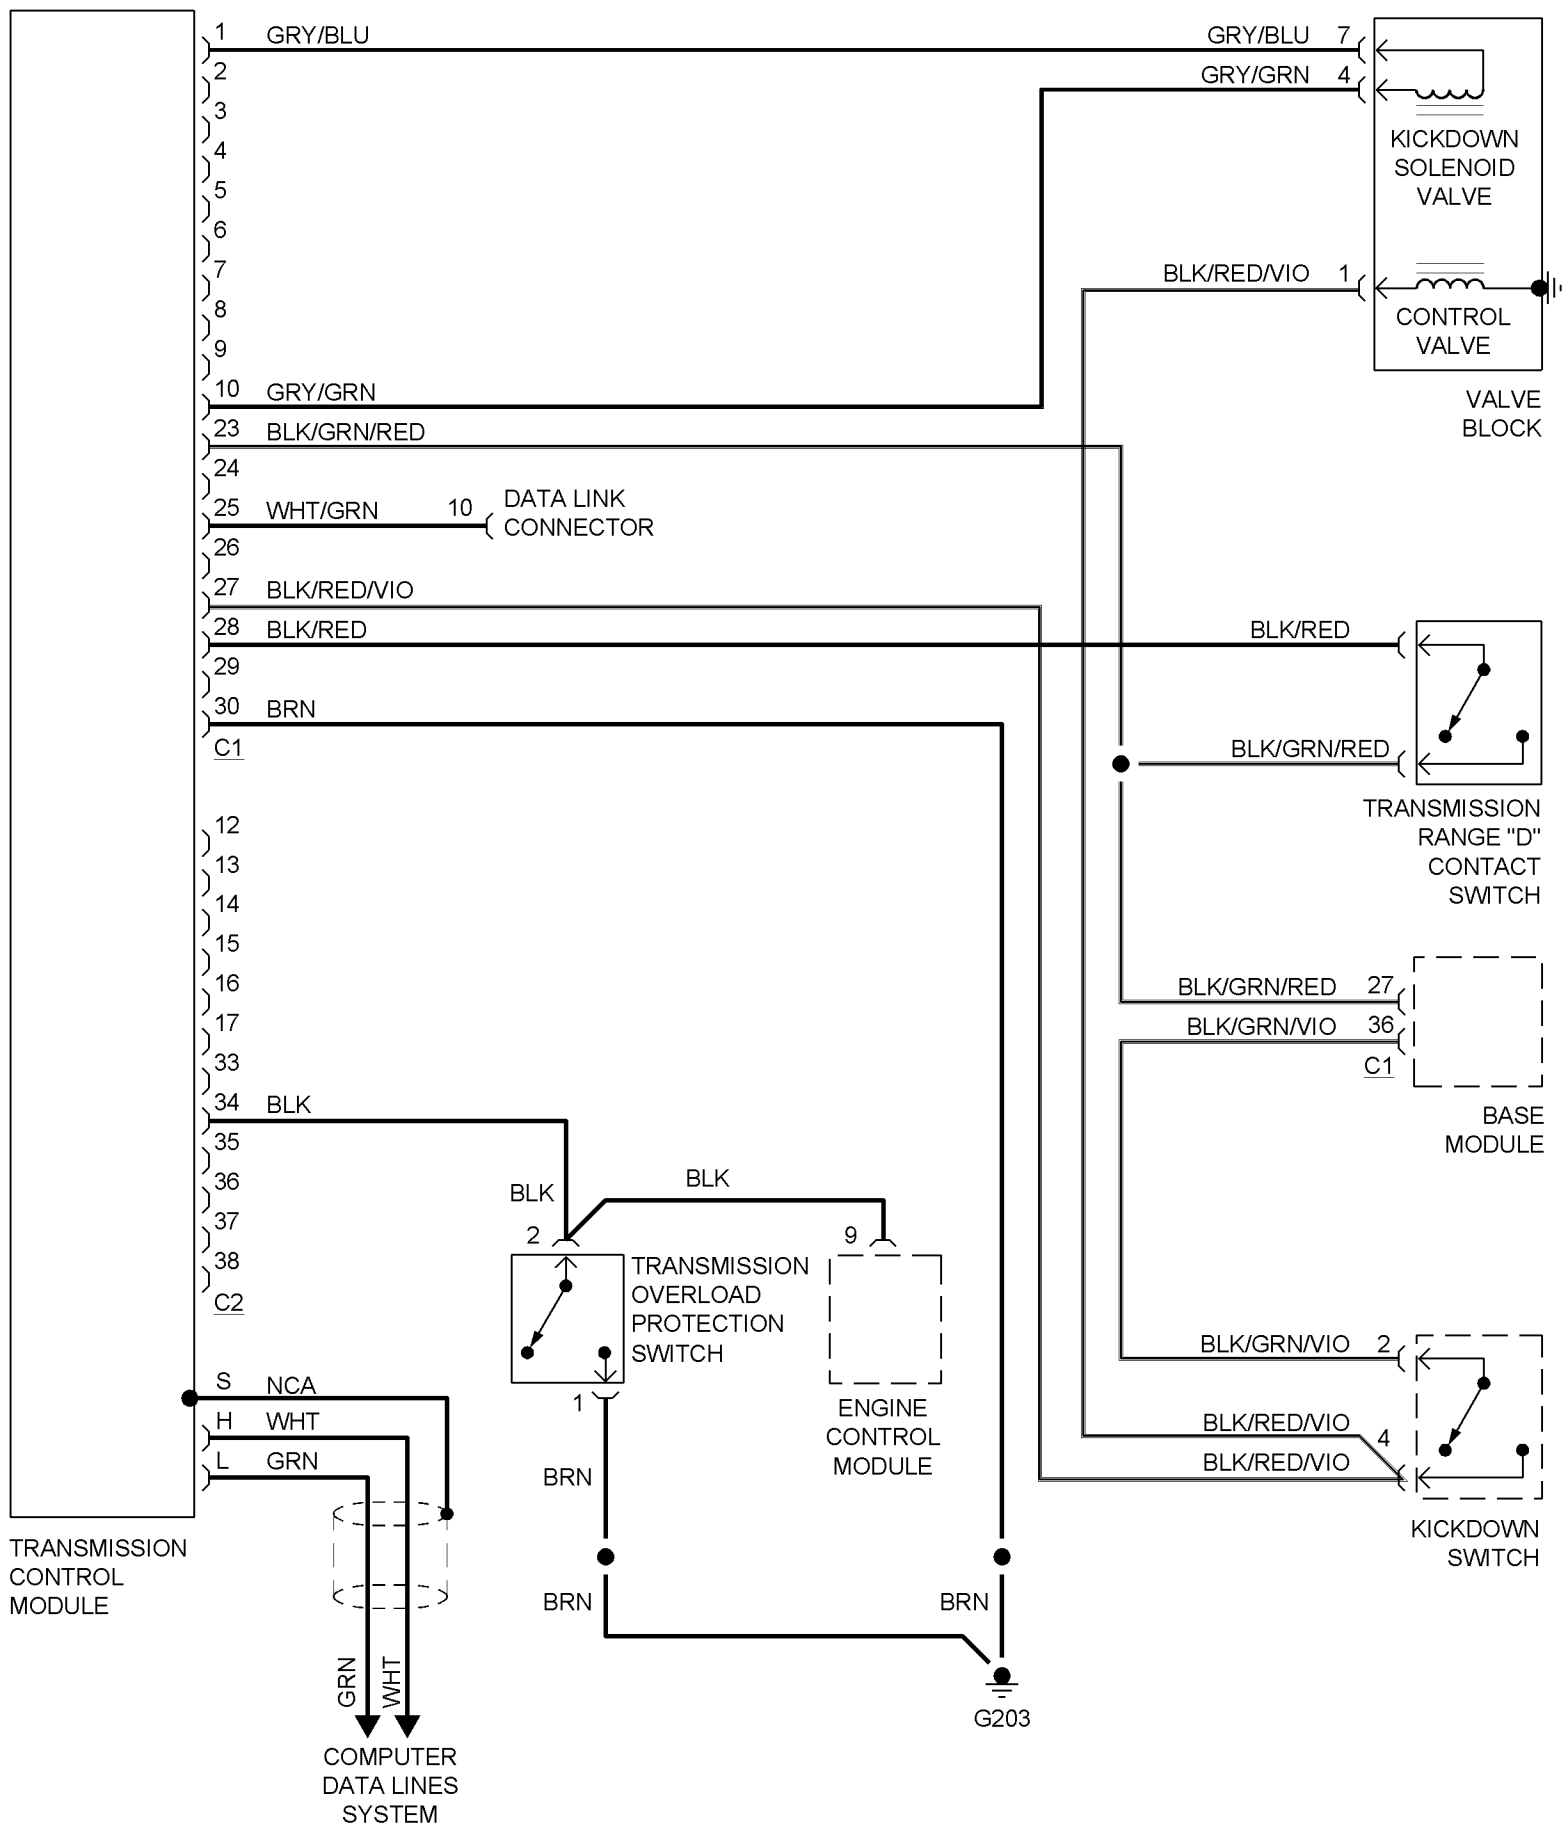 1 GRY/BLU GRY/BLU 7
2 GRY/GRN 4
3
KICKDOWN
SOLENOID
VALVE
4
5
6
7 BLK/RED/VIO 1
8 CONTROL
VALVE
9
10 GRY/GRN
VALVE
BLOCK
23 BLK/GRN/RED
24
25 WHT/GRN 10 DATA LINK
CONNECTOR
26
27 BLK/RED/VIO
28 BLK/RED BLK/RED
29
30 BRN
C1
BLK/GRN/RED
TRANSMISSION
RANGE "D"
CONTACT
SWITCH
12
13
14
15
16
17
33
34 BLK
35
36
37
38
C2
BLK/GRN/RED 27
BLK/GRN/VIO 36
C1
BASE
MODULE
BLK
BLK
2
9
TRANSMISSION
OVERLOAD
PROTECTION
SWITCH
1
ENGINE
CONTROL
MODULE
BLK/GRN/VIO 2
BLK/RED/VIO 4
BLK/RED/VIO
KICKDOWN
SWITCH
S NCA
H WHT
L GRN
BRN
TRANSMISSION
CONTROL
MODULE
BRN
BRN
GRN
WHT
G203
COMPUTER
DATA LINES
SYSTEM